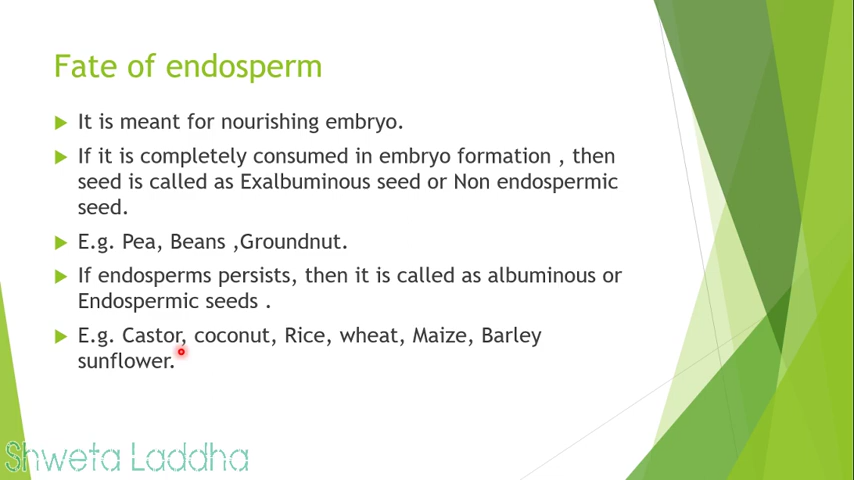 Fate of endosperm
It is meant for nourishing embryo.
If it is completely consumed in embryo formation , then
seed is called as Exalbuminous seed or Non endospermic
seed.
E.g. Pea, Beans ,Groundnut.
If endosperms persists, then it is called as albuminous or
Endospermic seeds .
E.g. Castor, coconut, Rice, wheat, Maize, Barley
sunflower.
Shweta Laddha